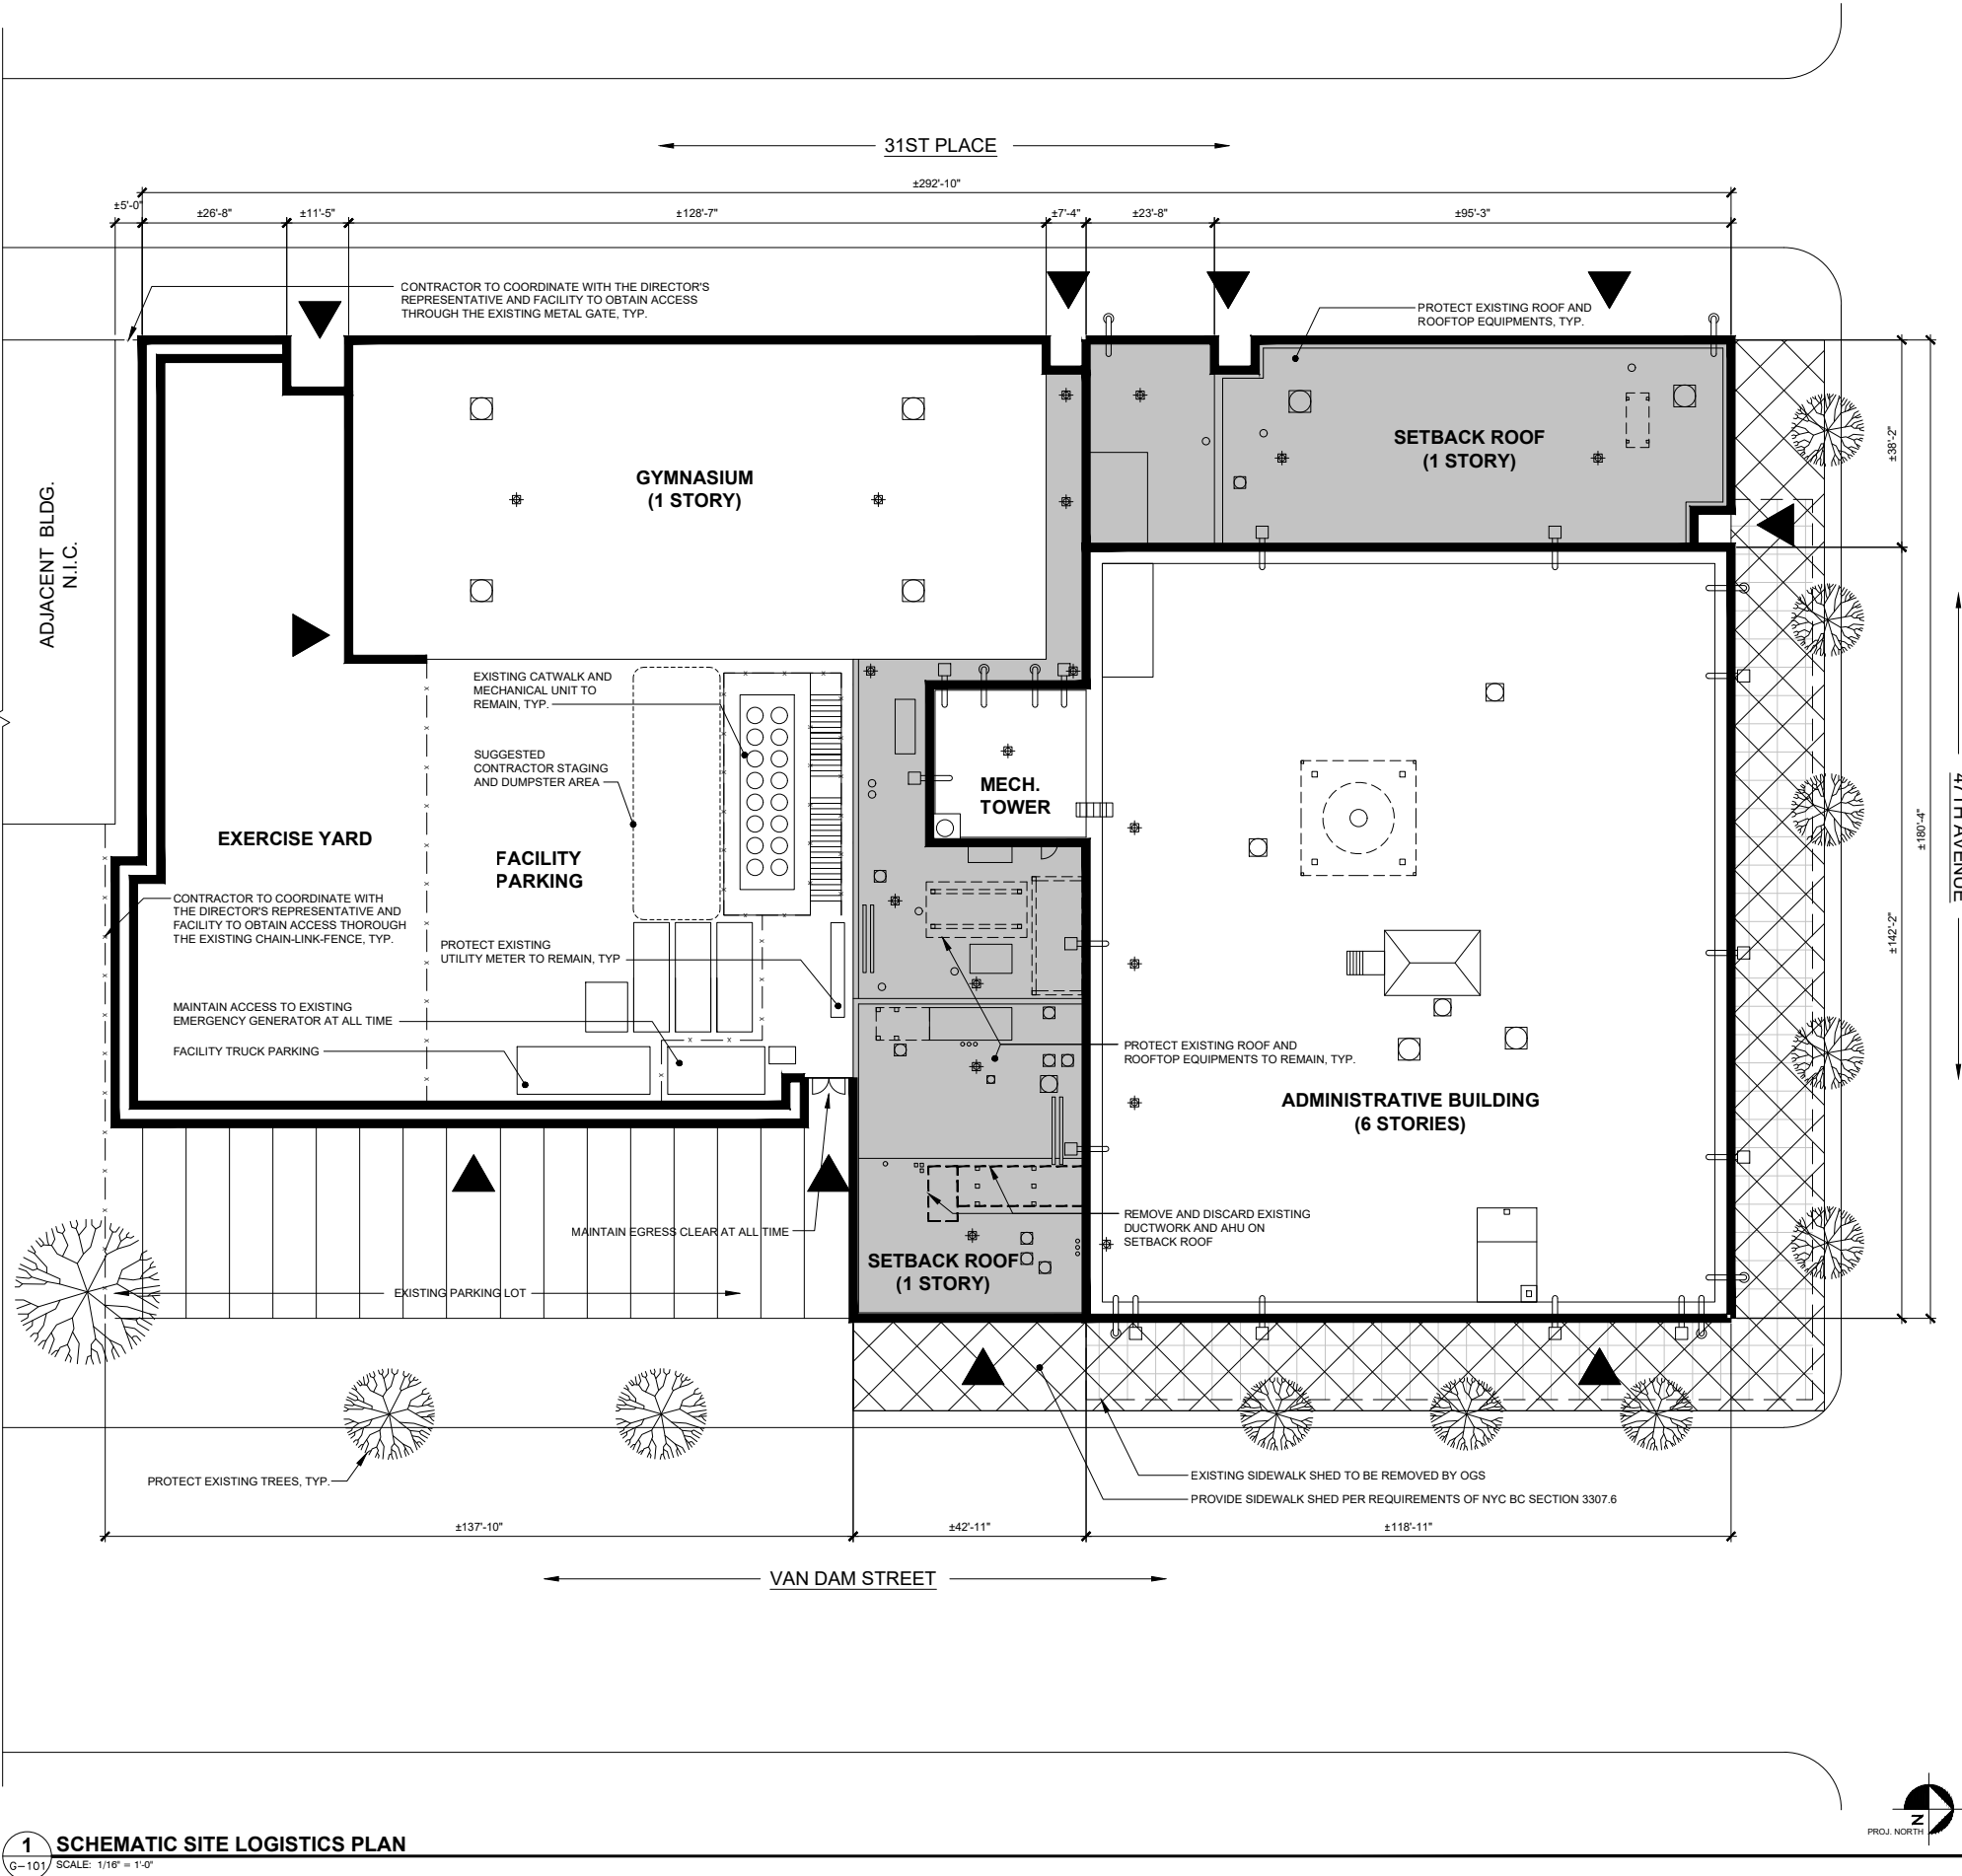 31ST PLACE
±292'-10"
±5'-0"
±26'-8"
±11'-5"
±128'-7"
±7'-4"
±23'-8"
±95'-3"
CONTRACTOR TO COORDINATE WITH THE DIRECTOR'S
REPRESENTATIVE AND FACILITY TO OBTAIN ACCESS
THROUGH THE EXISTING METAL GATE, TYP.
PROTECT EXISTING ROOF AND
ROOFTOP EQUIPMENTS, TYP.
SETBACK ROOF
(1 STORY)
GYMNASIUM
(1 STORY)
ADJACENT BLDG.
N.I.C.
±38'-2"
±180'-4"
47TH AVENUE
±142'-2"
EXISTING CATWALK AND
MECHANICAL UNIT TO
REMAIN, TYP.
SUGGESTED
CONTRACTOR STAGING
AND DUMPSTER AREA
MECH.
TOWER
EXERCISE YARD
FACILITY
PARKING
CONTRACTOR TO COORDINATE WITH
THE DIRECTOR'S REPRESENTATIVE AND
FACILITY TO OBTAIN ACCESS THOROUGH
THE EXISTING CHAIN-LINK-FENCE, TYP.
PROTECT EXISTING
UTILITY METER TO REMAIN, TYP
MAINTAIN ACCESS TO EXISTING
EMERGENCY GENERATOR AT ALL TIME
FACILITY TRUCK PARKING
PROTECT EXISTING ROOF AND
ROOFTOP EQUIPMENTS TO REMAIN, TYP.
ADMINISTRATIVE BUILDING
(6 STORIES)
REMOVE AND DISCARD EXISTING
DUCTWORK AND AHU ON
SETBACK ROOF
MAINTAIN EGRESS CLEAR AT ALL TIME
SETBACK ROOF
(1 STORY)
EXISTING PARKING LOT
PROTECT EXISTING TREES, TYP.
EXISTING SIDEWALK SHED TO BE REMOVED BY OGS
PROVIDE SIDEWALK SHED PER REQUIREMENTS OF NYC BC SECTION 3307.6
±137'-10"
±42'-11"
±118'-11"
VAN DAM STREET
N
PROJ. NORTH
1
G-101
SCHEMATIC SITE LOGISTICS PLAN
SCALE: 1/16" = 1'-0"